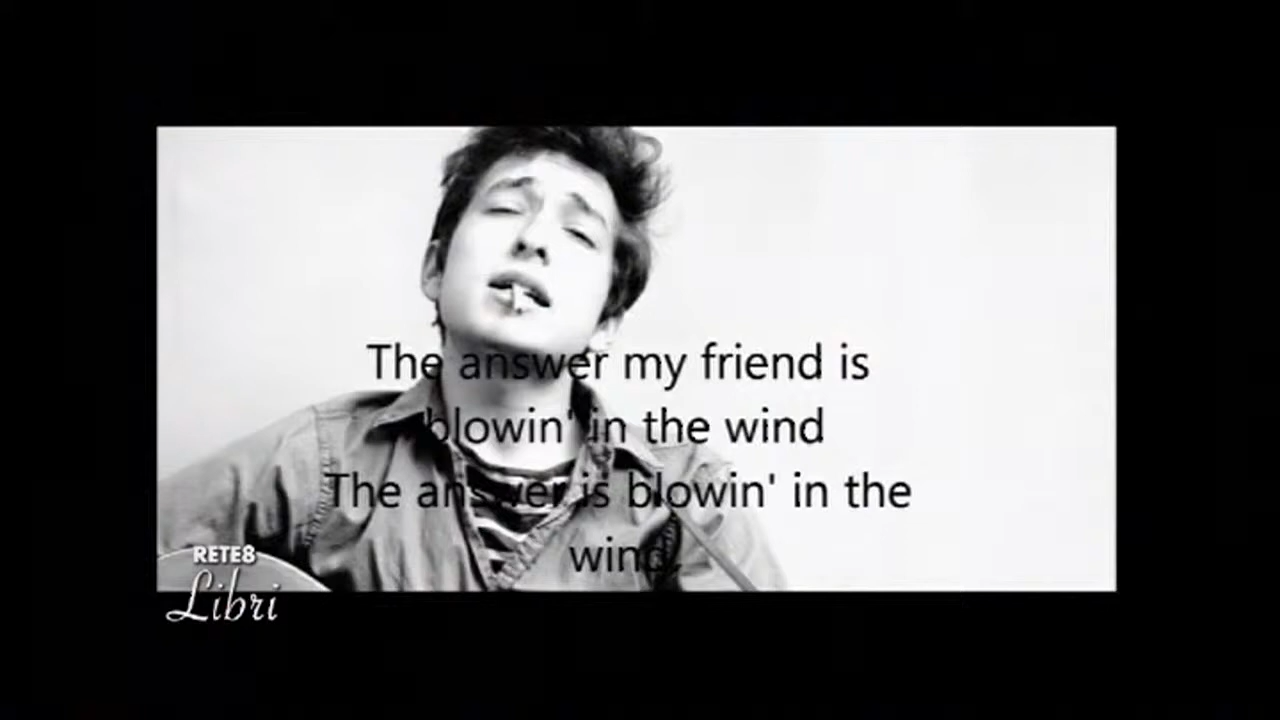 The answer my friend is
blowin' in the wind
The answer is blowin' in the
wind
RETE8
Libri